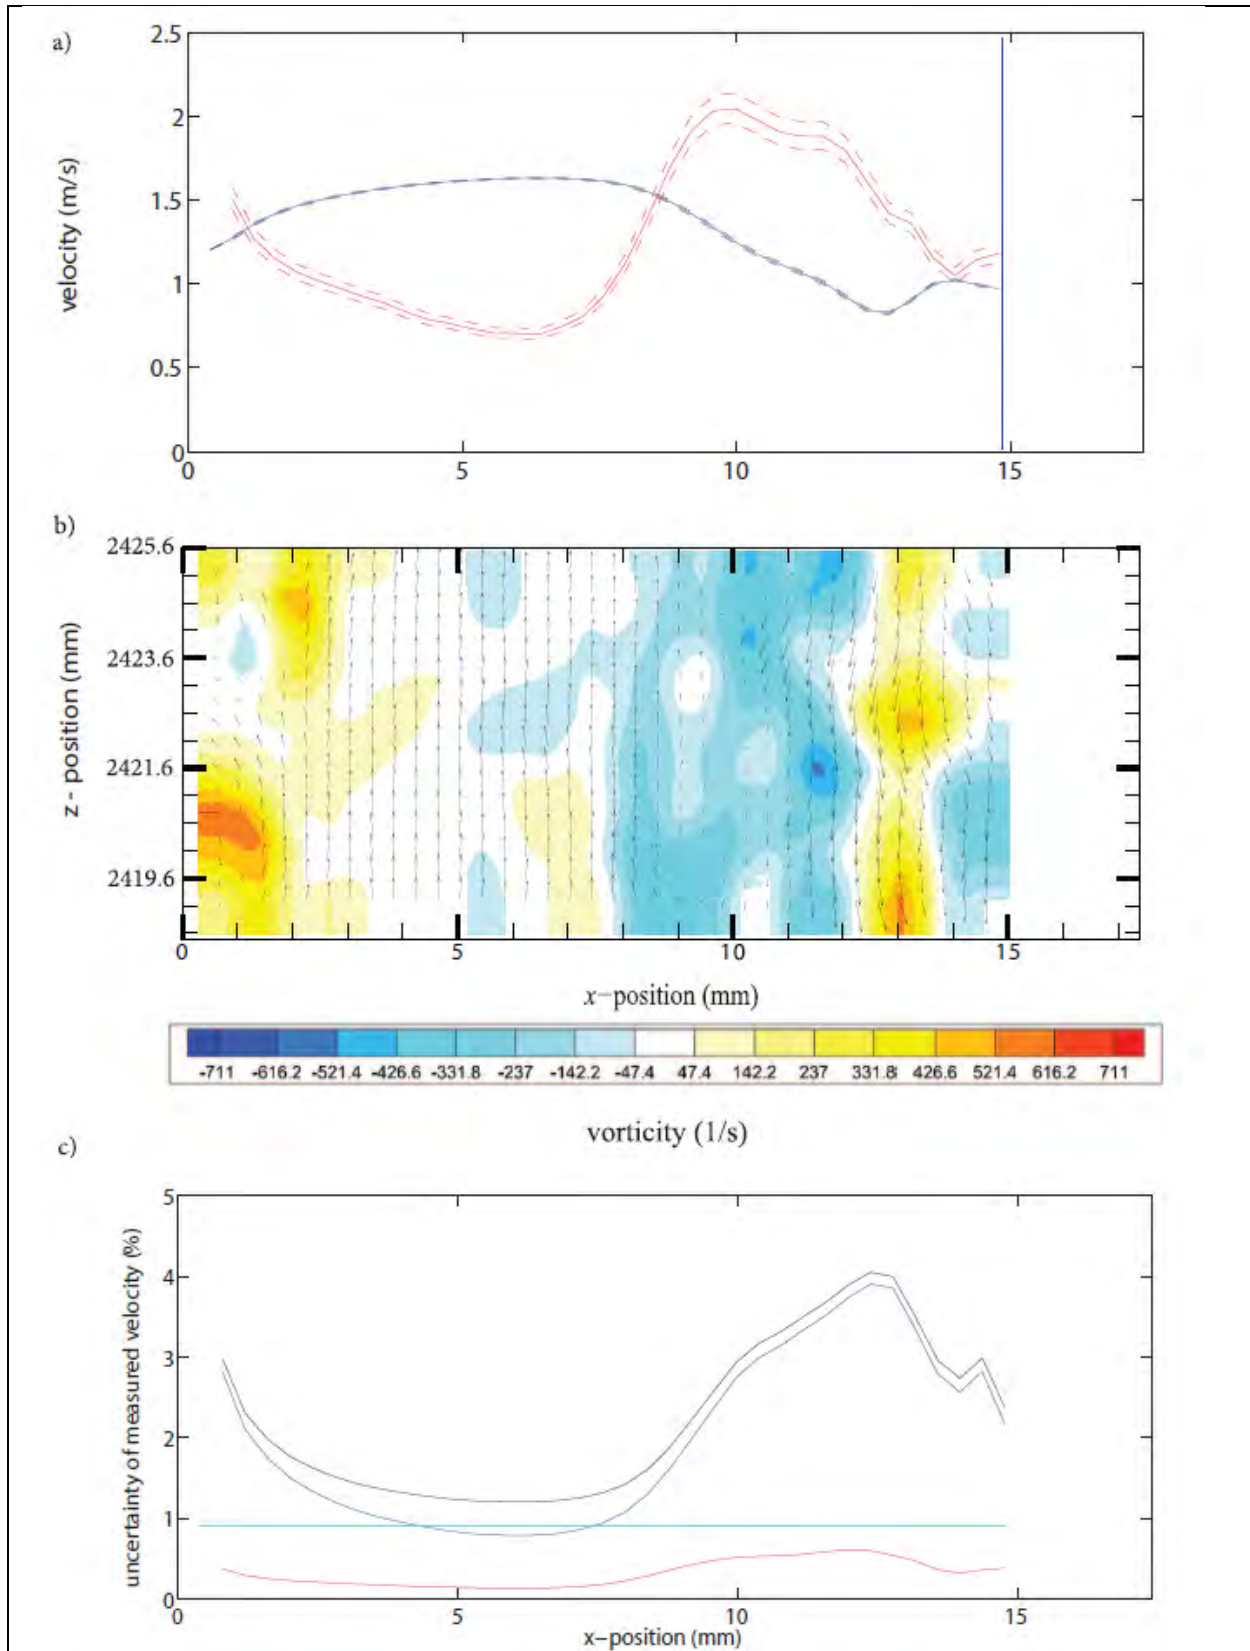 a)
2.5
2
1.5
1
0.5
0
velocity (m/s)
0 5 10 15
b)
2425.6
2423.6
2421.6
2419.6
z - position (mm)
0 5 10 15
x−position (mm)
-711 -616.2 -521.4 -426.6 -331.8 -237 -142.2 -47.4 47.4 142.2 237 331.8 426.6 521.4 616.2 711
vorticity (1/s)
c)
5
4
3
2
1
0
uncertainty of measured velocity (%)
0 5 10 15
x−position (mm)